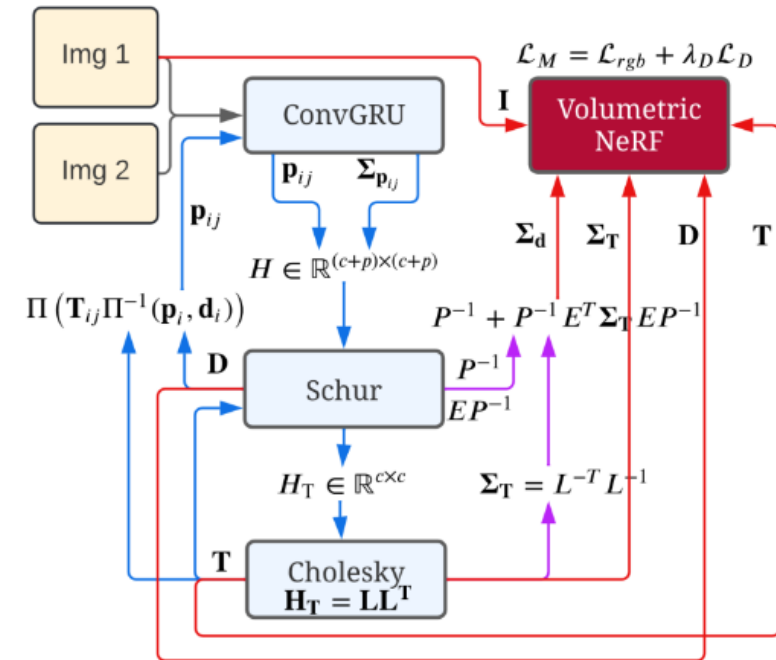 Img 1
Img 2
ConvGRU
ℒ_M = ℒ_rgb + λ_D ℒ_D
I
Volumetric
NeRF
p_ij
Σ_p_ij
p_ij
H ∈ ℝ^(c+p)×(c+p)
Σ_d
Σ_T
D
T
Π (T_ij Π^−1 (p_i, d_i))
P^−1 + P^−1 E^T Σ_T EP^−1
D
Schur
P^−1
EP^−1
H_T ∈ ℝ^c×c
Σ_T = L^−T L^−1
T
Cholesky
H_T = LL^T